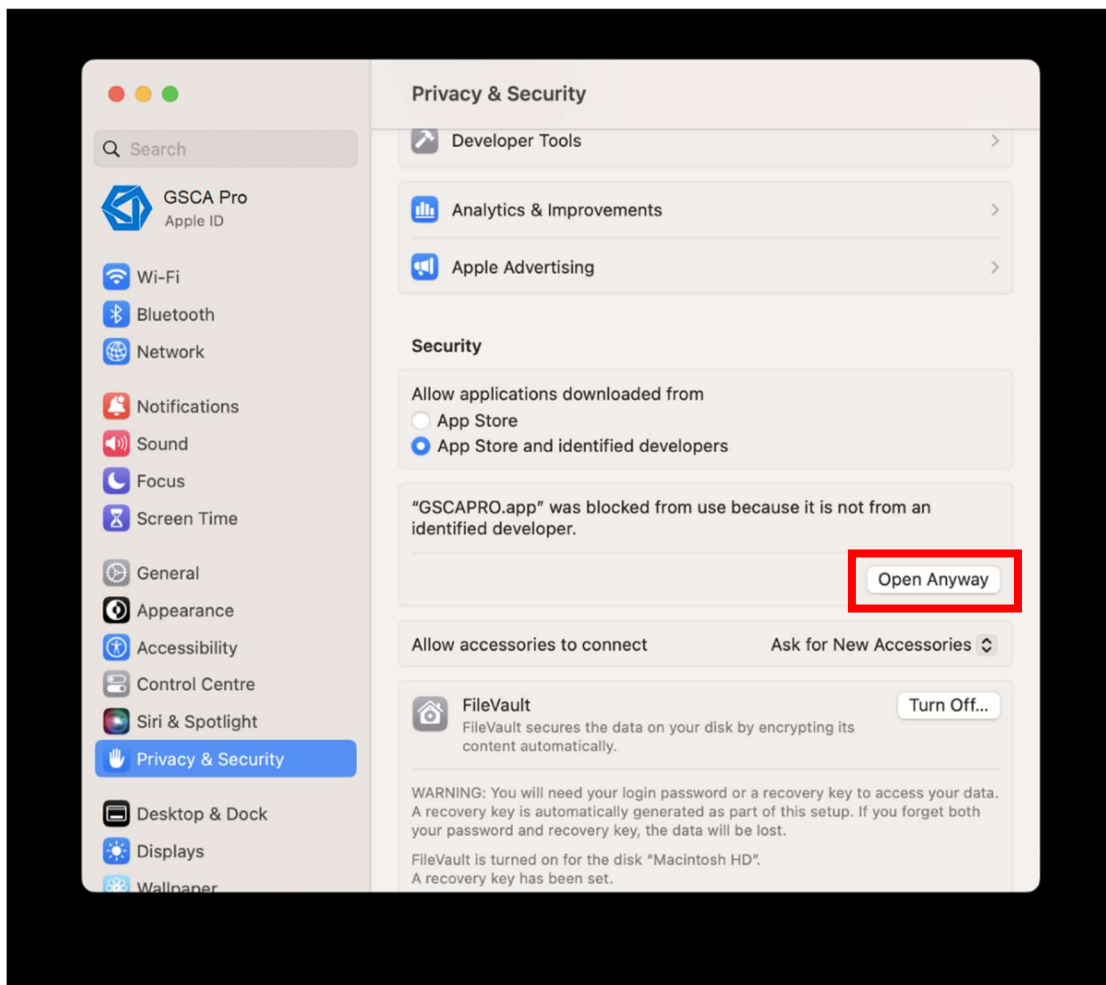 Search
GSCA Pro
Apple ID
Wi-Fi
Bluetooth
Network
Notifications
Sound
Focus
Screen Time
General
Appearance
Accessibility
Control Centre
Siri & Spotlight
Privacy & Security
Desktop & Dock
Displays
Wallpaper
Privacy & Security
Developer Tools
Analytics & Improvements
Apple Advertising
Security
Allow applications downloaded from
App Store
App Store and identified developers
“GSCAPRO.app” was blocked from use because it is not from an
identified developer.
Open Anyway
Allow accessories to connect
Ask for New Accessories
FileVault
Turn Off...
FileVault secures the data on your disk by encrypting its
content automatically.
WARNING: You will need your login password or a recovery key to access your data.
A recovery key is automatically generated as part of this setup. If you forget both
your password and recovery key, the data will be lost.
FileVault is turned on for the disk “Macintosh HD”.
A recovery key has been set.